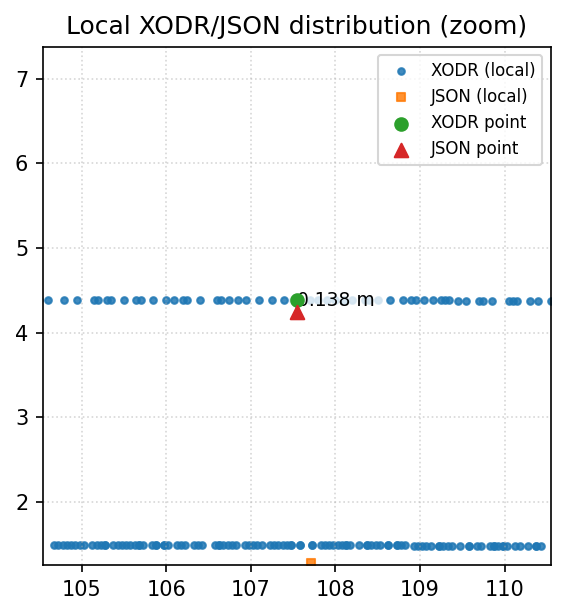 Local XODR/JSON distribution (zoom)
XODR (local)
JSON (local)
XODR point
JSON point
7
6
5
4
3
2
0.138 m
105
106
107
108
109
110